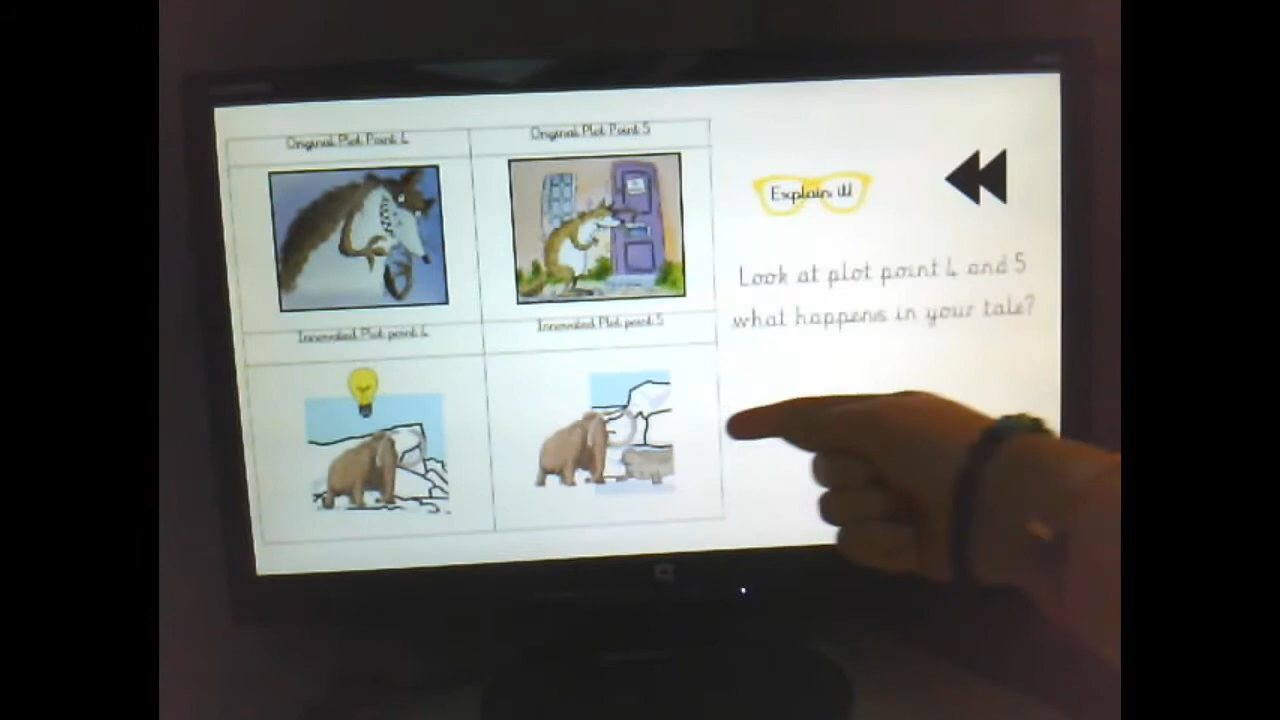 Original Plot Point 4
Original Plot Point 5
Explain it!
Look at plot point 4 and 5
what happens in your tale?
Innovated Plot point 4
Innovated Plot point 5